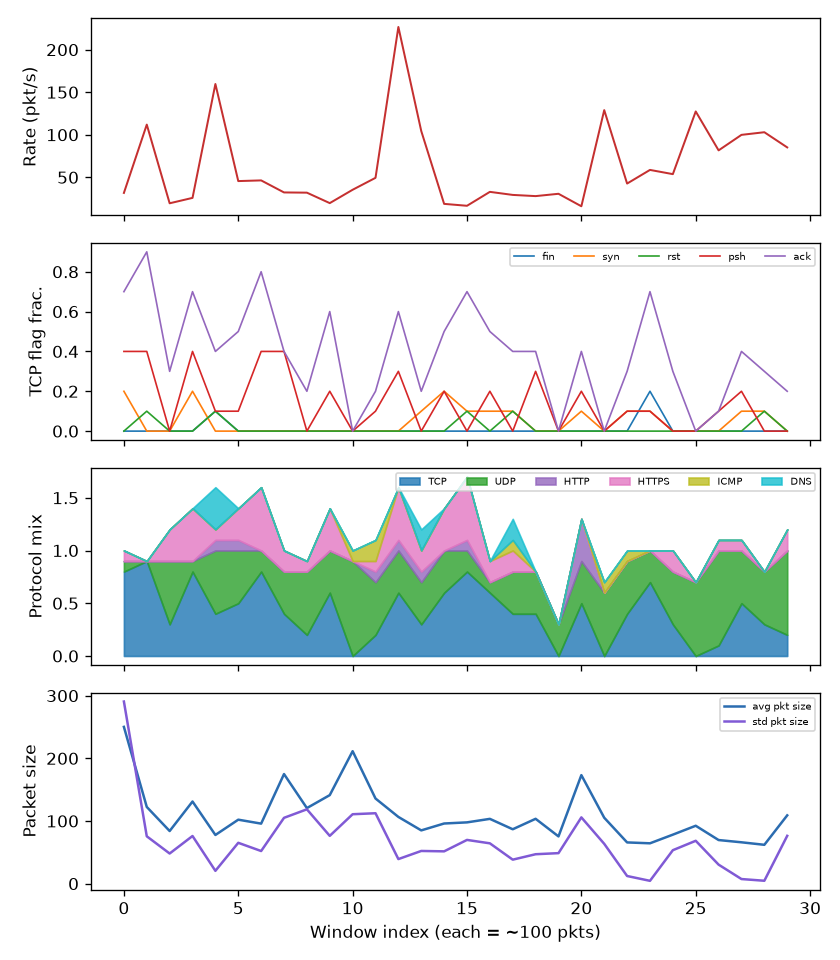 200
150
100
50
Rate (pkt/s)
fin syn rst psh ack
0.8
0.6
0.4
0.2
0.0
TCP flag frac.
TCP UDP HTTP HTTPS ICMP DNS
1.5
1.0
0.5
0.0
Protocol mix
avg pkt size
std pkt size
300
200
100
0
Packet size
0 5 10 15 20 25 30
Window index (each = ~100 pkts)